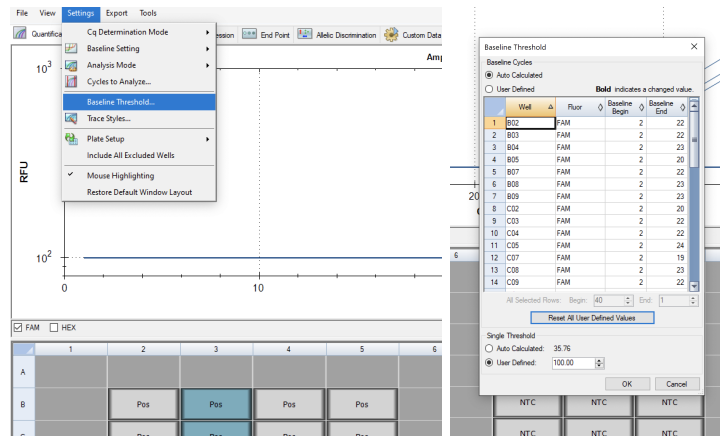 File View Settings Export Tools
Quantifica
Cq Determination Mode
Baseline Setting
Analysis Mode
Cycles to Analyze...
Baseline Threshold...
Trace Styles...
Plate Setup
Include All Excluded Wells
Mouse Highlighting
Restore Default Window Layout
ession End Point Allelic Discrimination Custom Data
Amp
RFU
10³
10²
0 10
FAM HEX
1 2 3 4 5 6
A
B Pos Pos Pos Pos
Pos Pos Pos Pos
Baseline Threshold
Baseline Cycles
Auto Calculated
User Defined Bold indicates a changed value.
Well Fluor Baseline Begin Baseline End
1 B02 FAM 2 22
2 B03 FAM 2 22
3 B04 FAM 2 23
4 B05 FAM 2 20
5 B07 FAM 2 22
6 B08 FAM 2 23
7 B09 FAM 2 23
8 C02 FAM 2 20
9 C03 FAM 2 22
10 C04 FAM 2 22
11 C05 FAM 2 24
12 C07 FAM 2 19
13 C08 FAM 2 23
14 C09 FAM 2 22
All Selected Rows: Begin: 40 End: 1
Reset All User Defined Values
Single Threshold
Auto Calculated: 35.76
User Defined: 100.00
OK Cancel
20
6
NTC NTC NTC
NTC NTC NTC